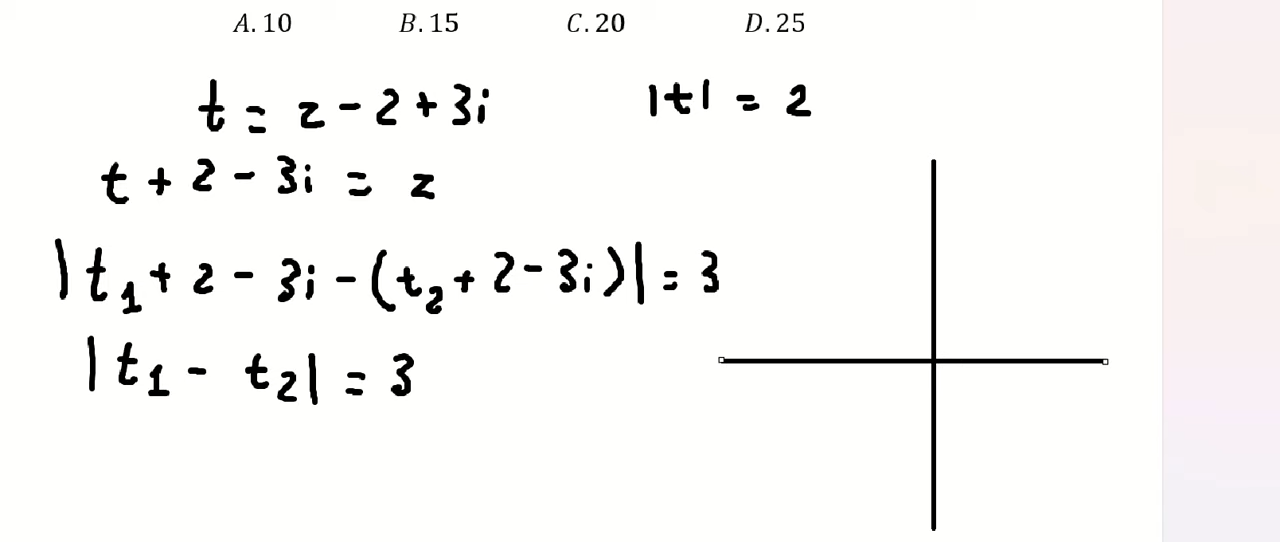 A. 10 B. 15 C. 20 D. 25
t = z - 2 + 3i |t| = 2
t + 2 - 3i = z
|t₁ + 2 - 3i - (t₂ + 2 - 3i)| = 3
|t₁ - t₂| = 3